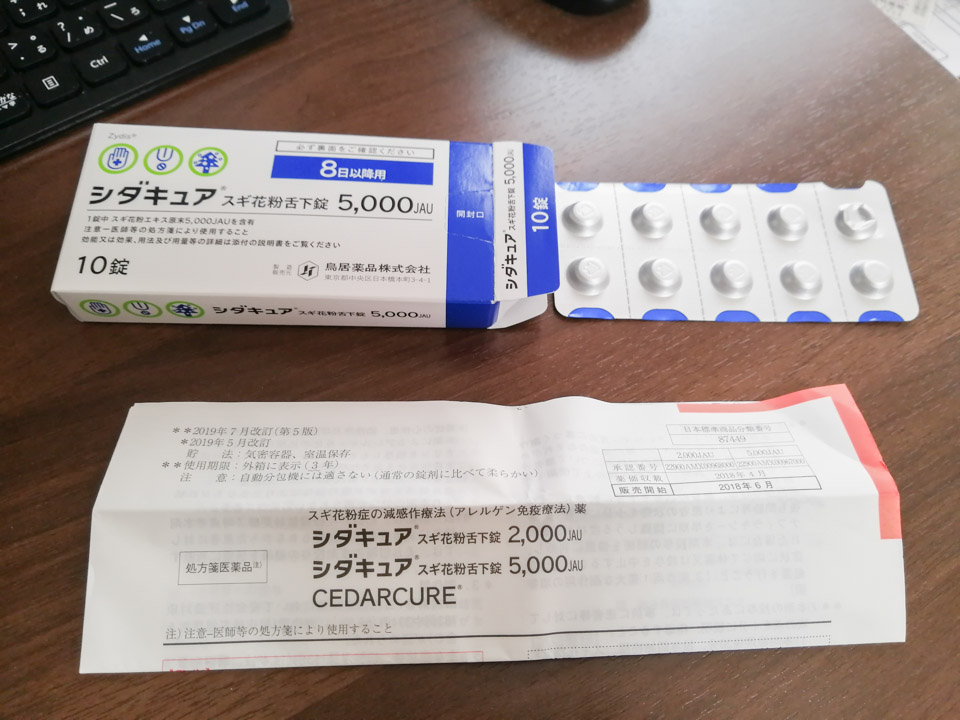 Home
PgDn
End
Ctrl
Zydis®
必ず裏面をご確認ください
8日以降用
シダキュア® スギ花粉舌下錠 5,000JAU
1錠中 スギ花粉エキス原末5,000JAUを含有
注意ー医師等の処方箋により使用すること
効能又は効果、用法及び用量等の詳細は添付の説明書をご覧ください
10錠
製造
販売元
鳥居薬品株式会社
東京都中央区日本橋本町3-4-1
開封口
シダキュア® スギ花粉舌下錠 5,000JAU
10錠
シダキュア® スギ花粉舌下錠 5,000JAU
**2019年7月改訂(第5版)
*2019年5月改訂
貯 法:気密容器、室温保存
**使用期限:外箱に表示(3年)
注 意:自動分包機には適さない(通常の錠剤に比べて柔らかい)
日本標準商品分類番号
87449
2,000JAU 5,000JAU
承認番号
薬価収載 2018年4月
販売開始 2018年6月
スギ花粉症の減感作療法(アレルゲン免疫療法)薬
シダキュア® スギ花粉舌下錠 2,000JAU
処方箋医薬品注)
シダキュア® スギ花粉舌下錠 5,000JAU
CEDARCURE®
注)注意–医師等の処方箋により使用すること